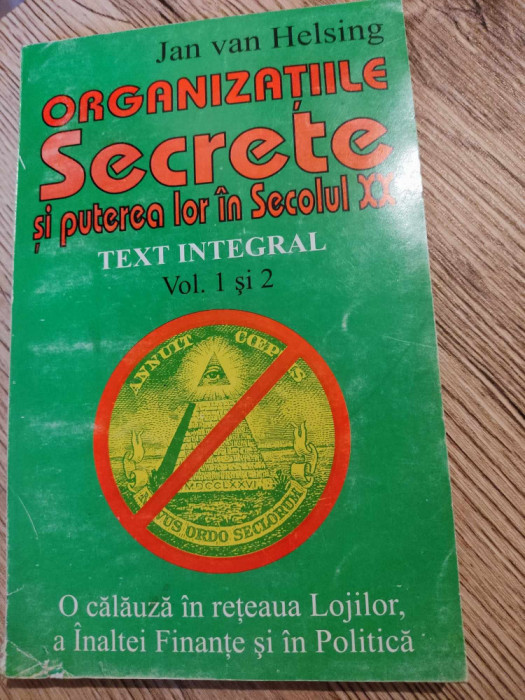 Jan van Helsing
ORGANIZAȚIILE
Secrete
și puterea lor în Secolul XX
TEXT INTEGRAL
Vol. 1 și 2
ANNUIT CŒPTIS
MDCCLXXVI
US ORDO SECLORUM
O călăuză în rețeaua Lojilor,
a Înaltei Finanțe și în Politică